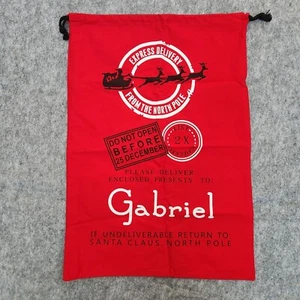 EXPRESS DELIVERY
FROM THE NORTH POLE
DO NOT OPEN
BEFORE
25 DECEMBER
2X
PLEASE DELIVER
ENCLOSED PRESENTS TO:
Gabriel
IF UNDELIVERABLE RETURN TO
SANTA CLAUS, NORTH POLE